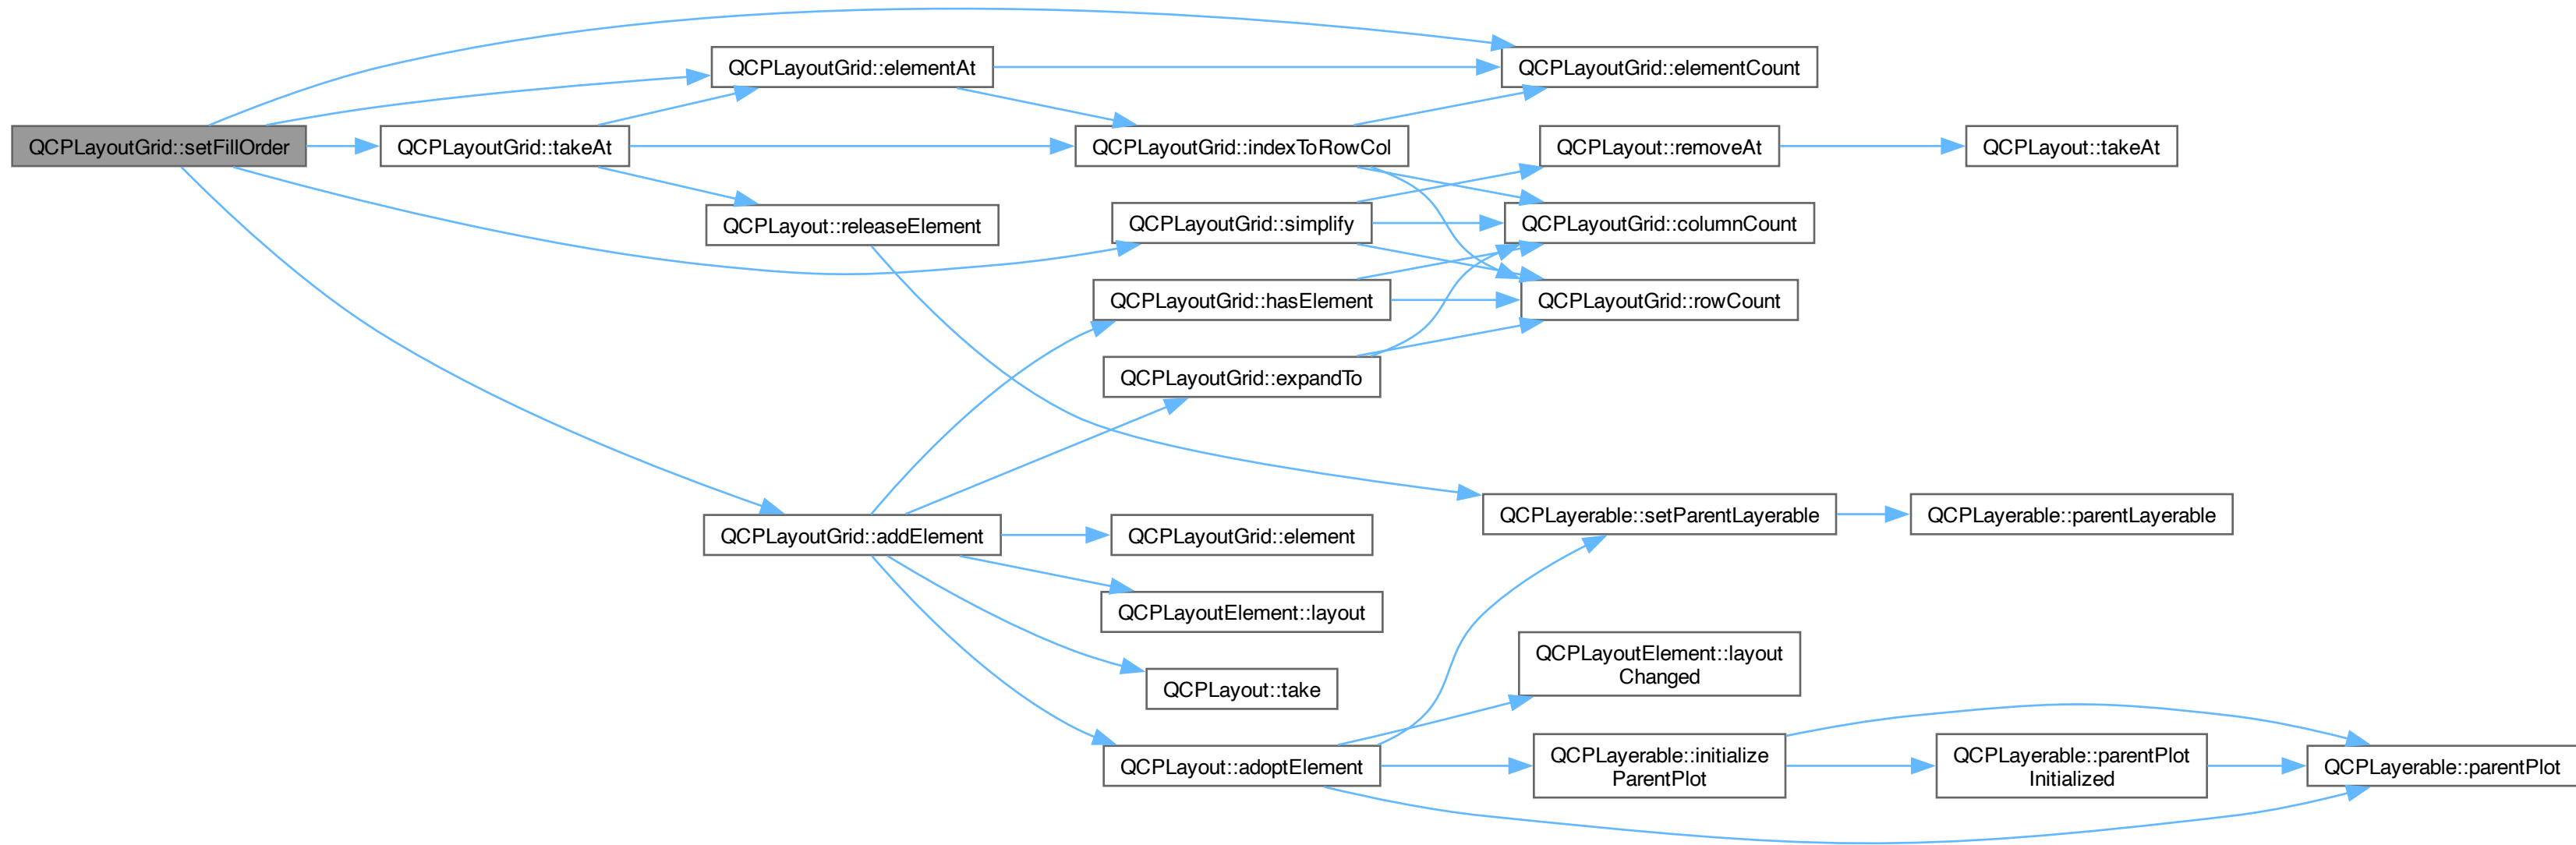 QCPLayoutGrid::setFillOrder
QCPLayoutGrid::elementAt
QCPLayoutGrid::elementCount
QCPLayoutGrid::takeAt
QCPLayoutGrid::indexToRowCol
QCPLayout::removeAt
QCPLayout::takeAt
QCPLayout::releaseElement
QCPLayoutGrid::simplify
QCPLayoutGrid::columnCount
QCPLayoutGrid::hasElement
QCPLayoutGrid::rowCount
QCPLayoutGrid::expandTo
QCPLayerable::setParentLayerable
QCPLayerable::parentLayerable
QCPLayoutGrid::addElement
QCPLayoutGrid::element
QCPLayoutElement::layout
QCPLayoutElement::layout
Changed
QCPLayout::take
QCPLayout::adoptElement
QCPLayerable::initialize
ParentPlot
QCPLayerable::parentPlot
Initialized
QCPLayerable::parentPlot